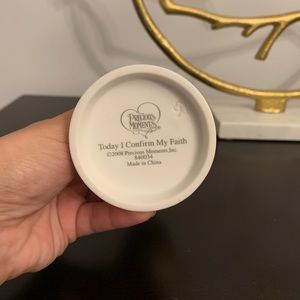 PRECIOUS
MOMENTS
Today I Confirm My Faith
©2008 Precious Moments, Inc.
840034
Made in China